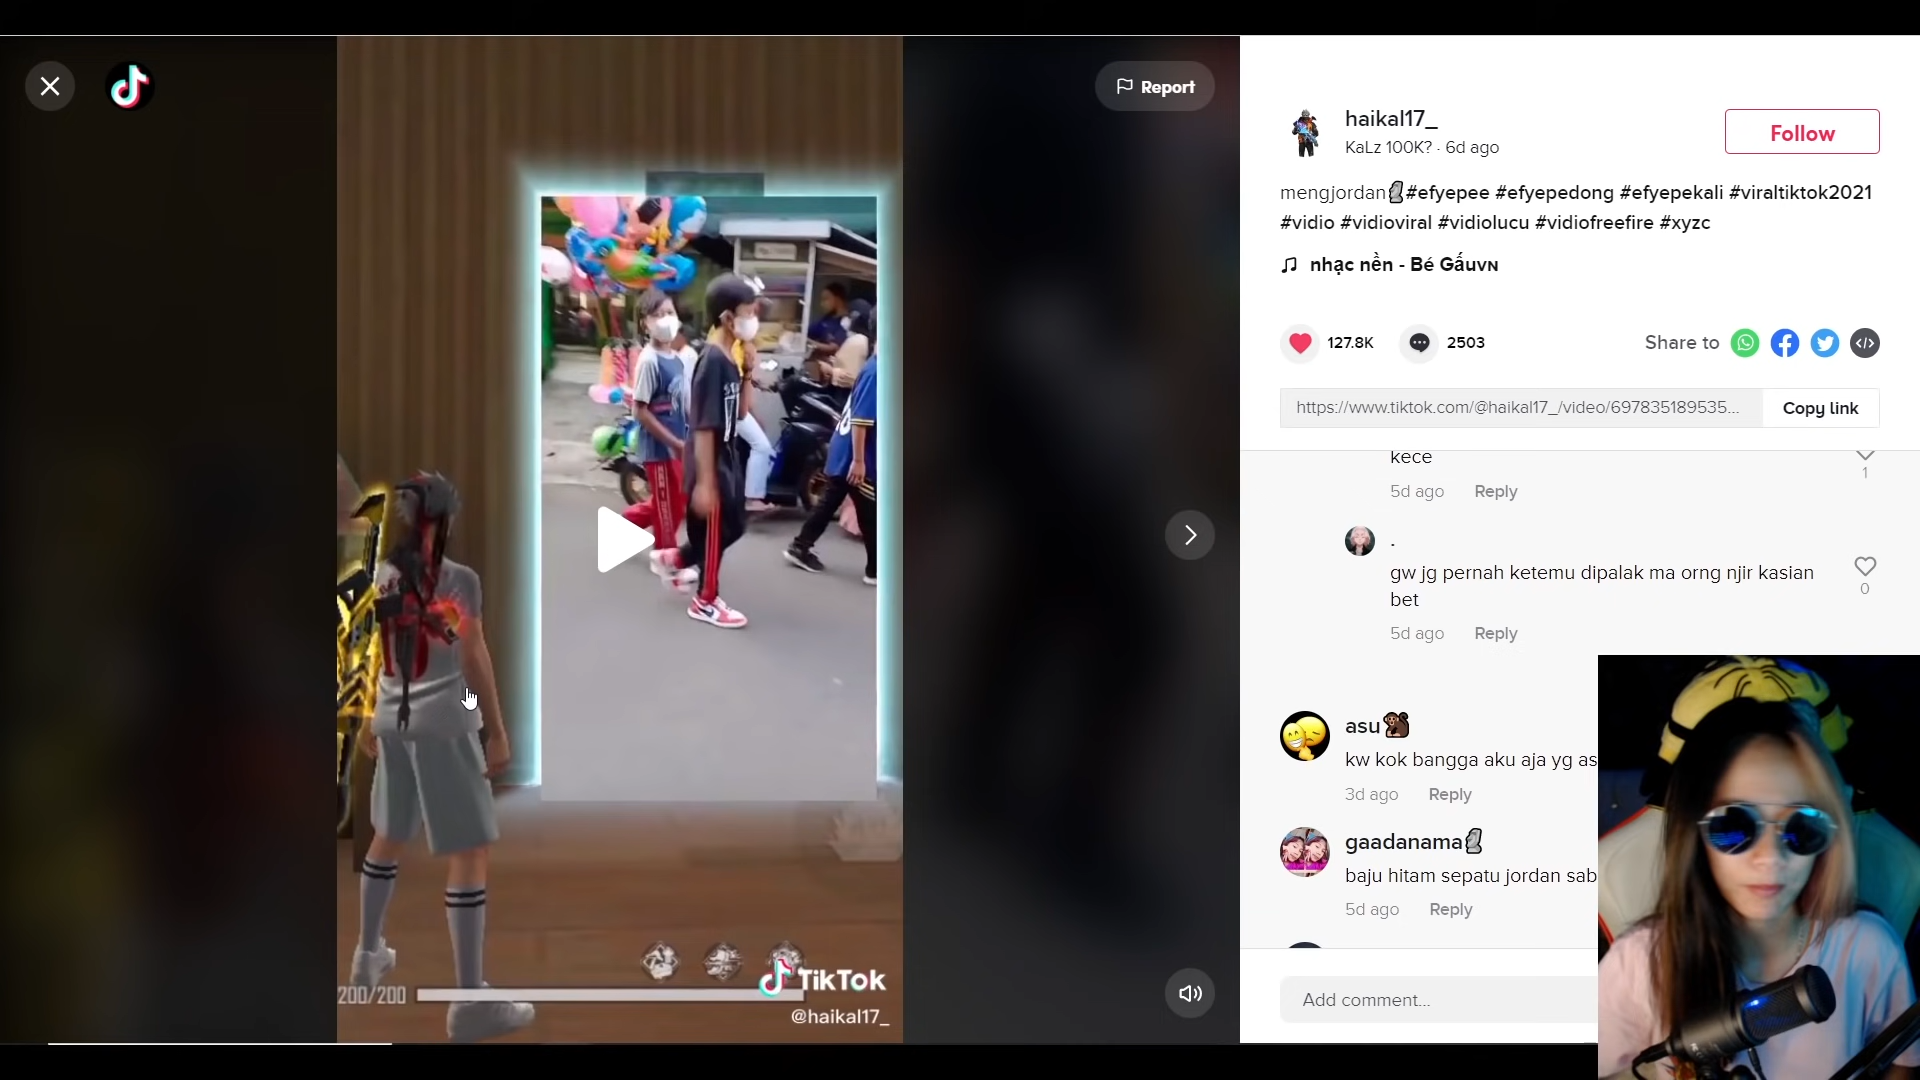 Report
200/200
TikTok
@haikal17_
haikal17_
KaLz 100K? · 6d ago
Follow
mengjordan🗿#efyepee #efyepedong #efyepekali #viraltiktok2021
#vidio #vidioviral #vidiolucu #vidiofreefire #xyzc
nhạc nền - Bé Gấuᴠɴ
127.8K
2503
Share to
https://www.tiktok.com/@haikal17_/video/697835189535...
Copy link
kece
1
5d ago Reply
.
gw jg pernah ketemu dipalak ma orng njir kasian
bet
0
5d ago Reply
asu🐒
kw kok bangga aku aja yg as
3d ago Reply
gaadanama🗿
baju hitam sepatu jordan sab
5d ago Reply
Add comment...